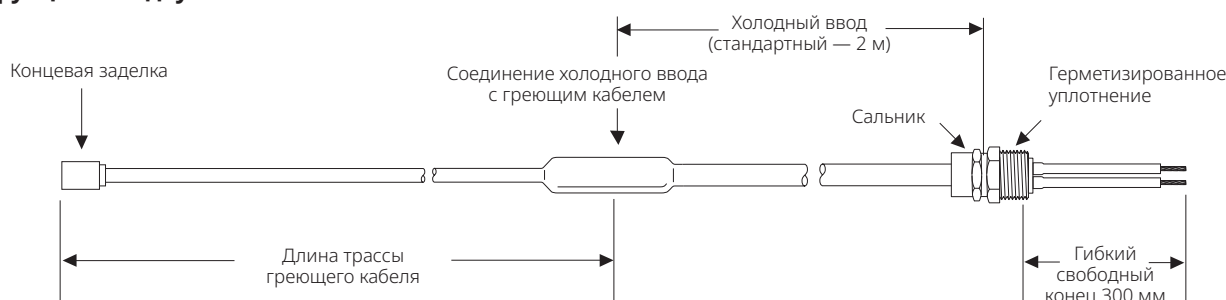 Холодный ввод
(стандартный — 2 м)
Концевая заделка
Соединение холодного ввода
с греющим кабелем
Герметизированное
уплотнение
Сальник
Длина трассы
греющего кабеля
Гибкий
свободный
конец 300 мм